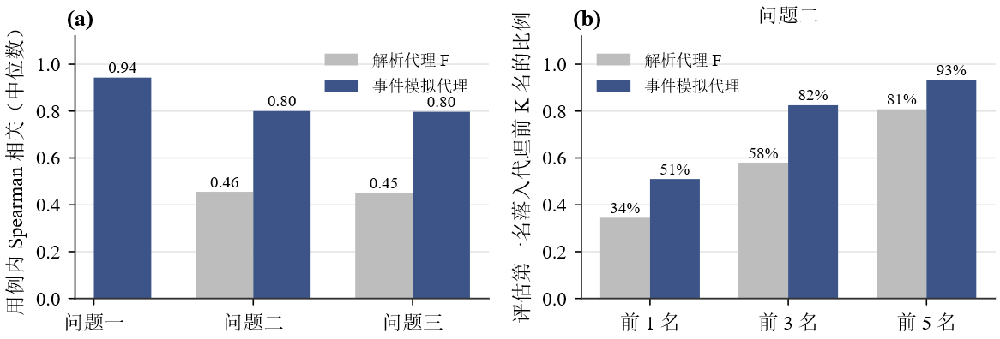 (a)
用例内 Spearman 相关（中位数）
1.0
0.8
0.6
0.4
0.2
0.0
解析代理 F
事件模拟代理
0.94
0.46
0.80
0.45
0.80
问题一
问题二
问题三
(b)
问题二
评估第一名落入代理前 K 名的比例
1.0
0.8
0.6
0.4
0.2
0.0
解析代理 F
事件模拟代理
34%
51%
58%
82%
81%
93%
前 1 名
前 3 名
前 5 名